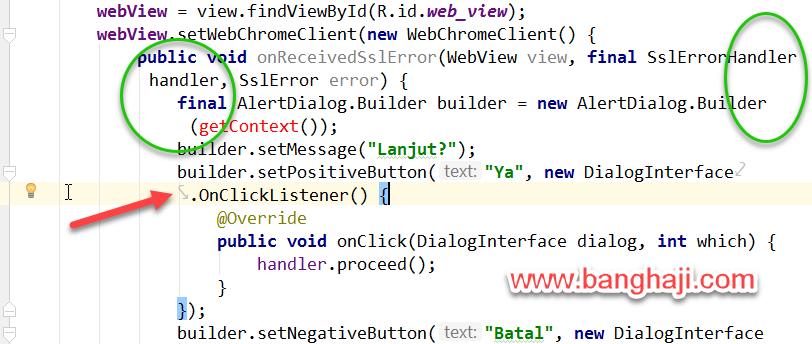 webView = view.findViewById(R.id.web_view);
webView.setWebChromeClient(new WebChromeClient() {
public void onReceivedSslError(WebView view, final SslErrorHandler
handler, SslError error) {
final AlertDialog.Builder builder = new AlertDialog.Builder
(getContext());
builder.setMessage("Lanjut?");
builder.setPositiveButton( text: "Ya", new DialogInterface
.OnClickListener() {
@Override
public void onClick(DialogInterface dialog, int which) {
handler.proceed();
}
});
www.banghaji.com
builder.setNegativeButton( text: "Batal", new DialogInterface